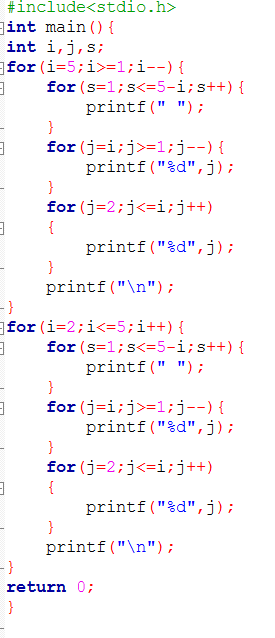 #include<stdio.h>
int main(){
int i,j,s;
for(i=5;i>=1;i--){
    for(s=1;s<=5-i;s++){
        printf(" ");
    }
    for(j=i;j>=1;j--){
        printf("%d",j);
    }
    for(j=2;j<=i;j++)
    {
        printf("%d",j);
    }
    printf("\n");
}
for(i=2;i<=5;i++){
    for(s=1;s<=5-i;s++){
        printf(" ");
    }
    for(j=i;j>=1;j--){
        printf("%d",j);
    }
    for(j=2;j<=i;j++)
    {
        printf("%d",j);
    }
    printf("\n");
}
return 0;
}